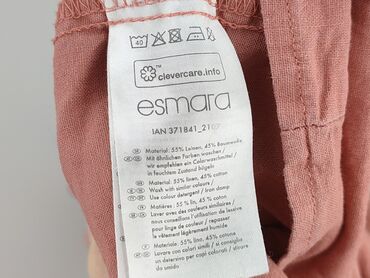 40
clevercare.info
esmara
IAN 371841_2107
Material: 55% Leinen, 45% Baumwolle
Mit ähnlichen Farben waschen/
wir empfehlen ein Colorwaschmittel/
in feuchtem Zustand bügeln
Material: 55% linen, 45% cotton
Wash with similar colours/
Use colour detergent/ Iron damp
Matières: 55% lin, 45% coton
Laver avec des couleurs similaires/
nous conseillons l'utilisation de
lessive pour couleurs/ repasser
le vêtement légèrement humide
Materiale: 55% lino, 45% cotone
Lavare con colori simili/ si consiglia
un detersivo per capi colorati/ stirare
da umido